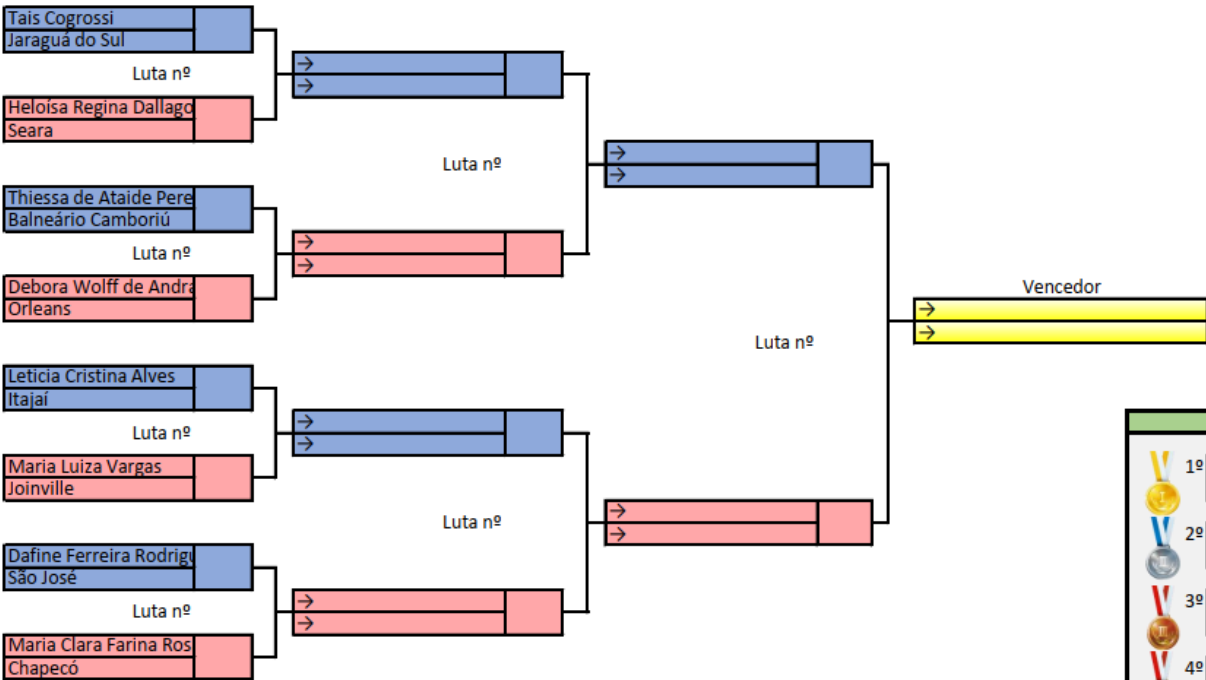 Tais Cogrossi
Jaraguá do Sul
Luta nº
Heloísa Regina Dallago
Seara
Thiessa de Ataide Pere
Balneário Camboriú
Luta nº
Debora Wolff de Andra
Orleans
Leticia Cristina Alves
Itajaí
Luta nº
Maria Luiza Vargas
Joinville
Dafine Ferreira Rodrigu
São José
Luta nº
Maria Clara Farina Ros
Chapecó
→
→
Luta nº
→
→
→
→
Luta nº
→
→
→
→
Luta nº
→
→
Vencedor
→
→
1º
2º
3º
4º